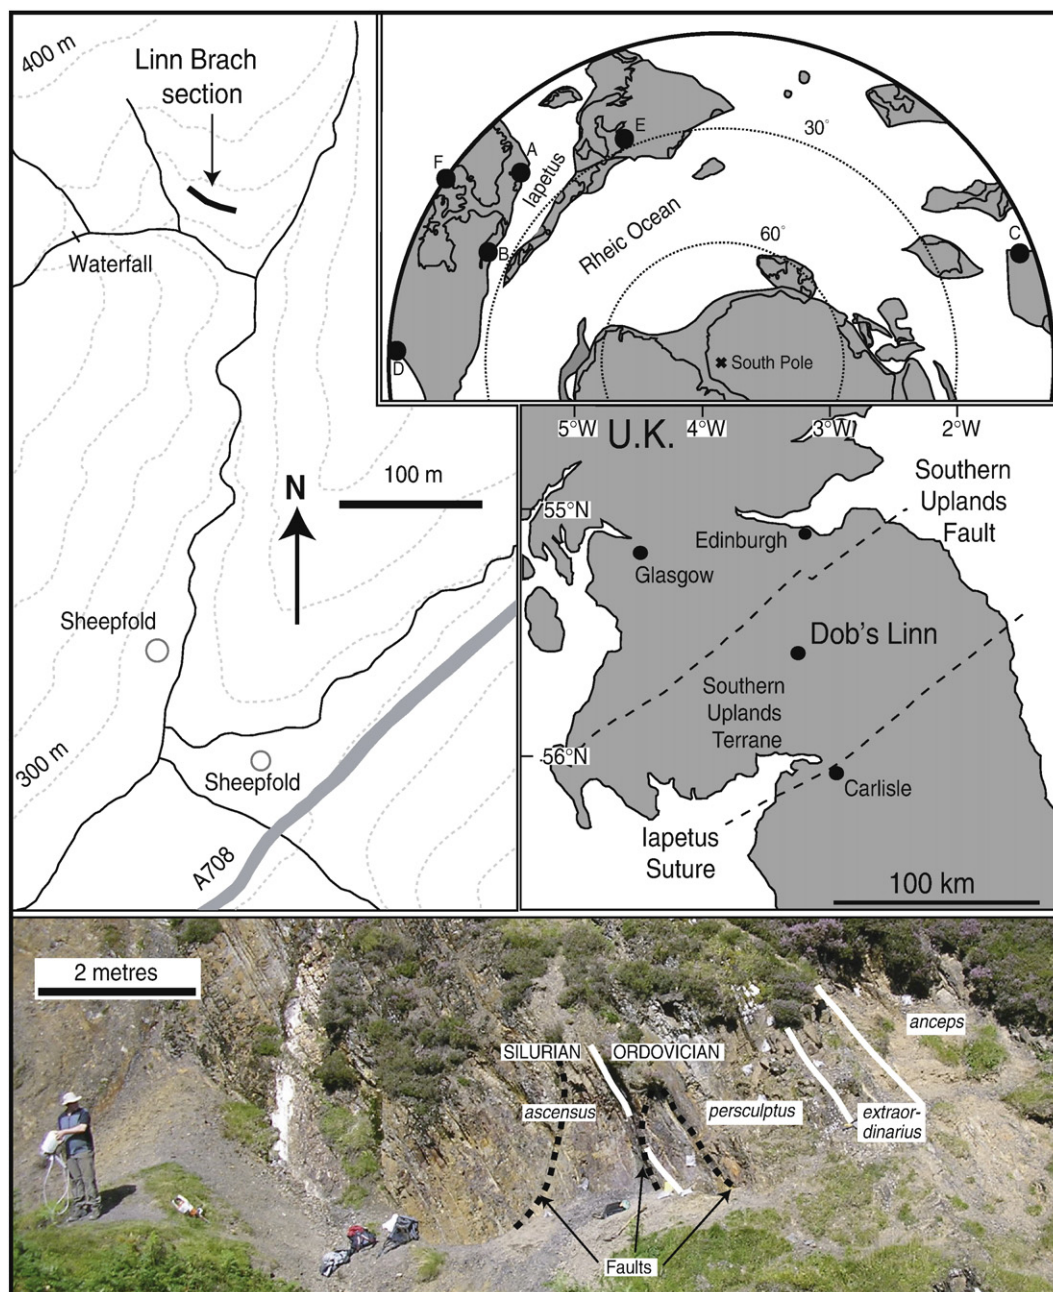 400 m
Linn Brach
section
Waterfall
N
100 m
Sheepfold
300 m
Sheepfold
A708
F
A
Iapetus
B
D
E
30°
Rheic Ocean
60°
C
South Pole
5°W
U.K.
4°W
3°W
2°W
Southern
Uplands
Fault
55°N
Edinburgh
Glasgow
Dob's Linn
Southern
Uplands
Terrane
56°N
Carlisle
Iapetus
Suture
100 km
2 metres
anceps
SILURIAN
ORDOVICIAN
ascensus
persculptus
extraor-
dinarius
Faults